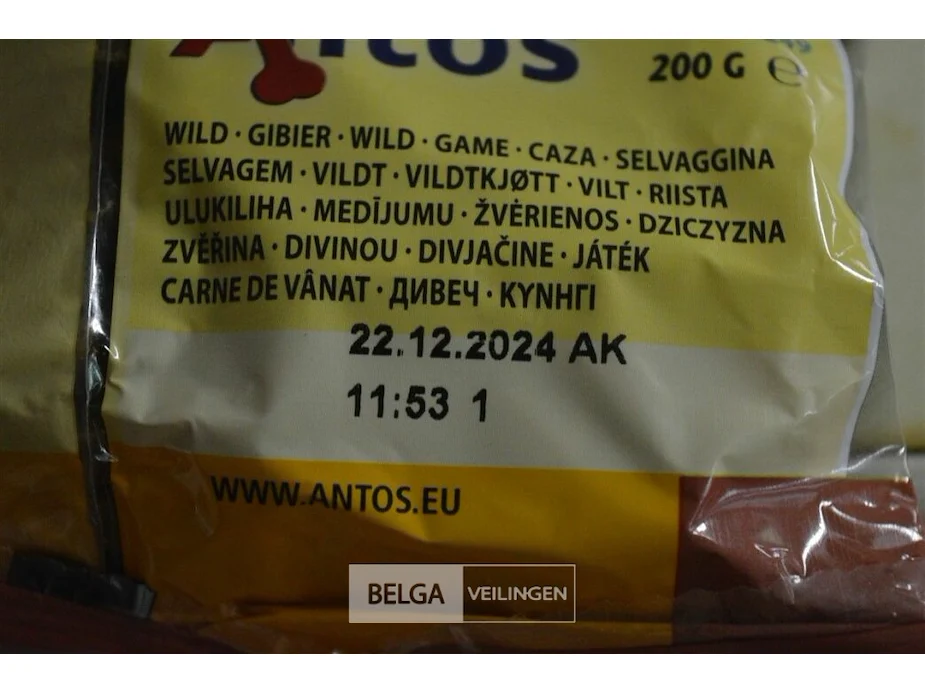 Antos
200 G ℮
WILD · GIBIER · WILD · GAME · CAZA · SELVAGGINA
SELVAGEM · VILDT · VILDTKJØTT · VILT · RIISTA
ULUKILIHA · MEDĪJUMU · ŽVĖRIENOS · DZICZYZNA
ZVĚŘINA · DIVINOU · DIVJAČINE · JÁTÉK
CARNE DE VÂNAT · ДИВЕЧ · ΚΥΝΗΓΙ
22.12.2024 AK
11:53 1
WWW.ANTOS.EU
BELGA VEILINGEN